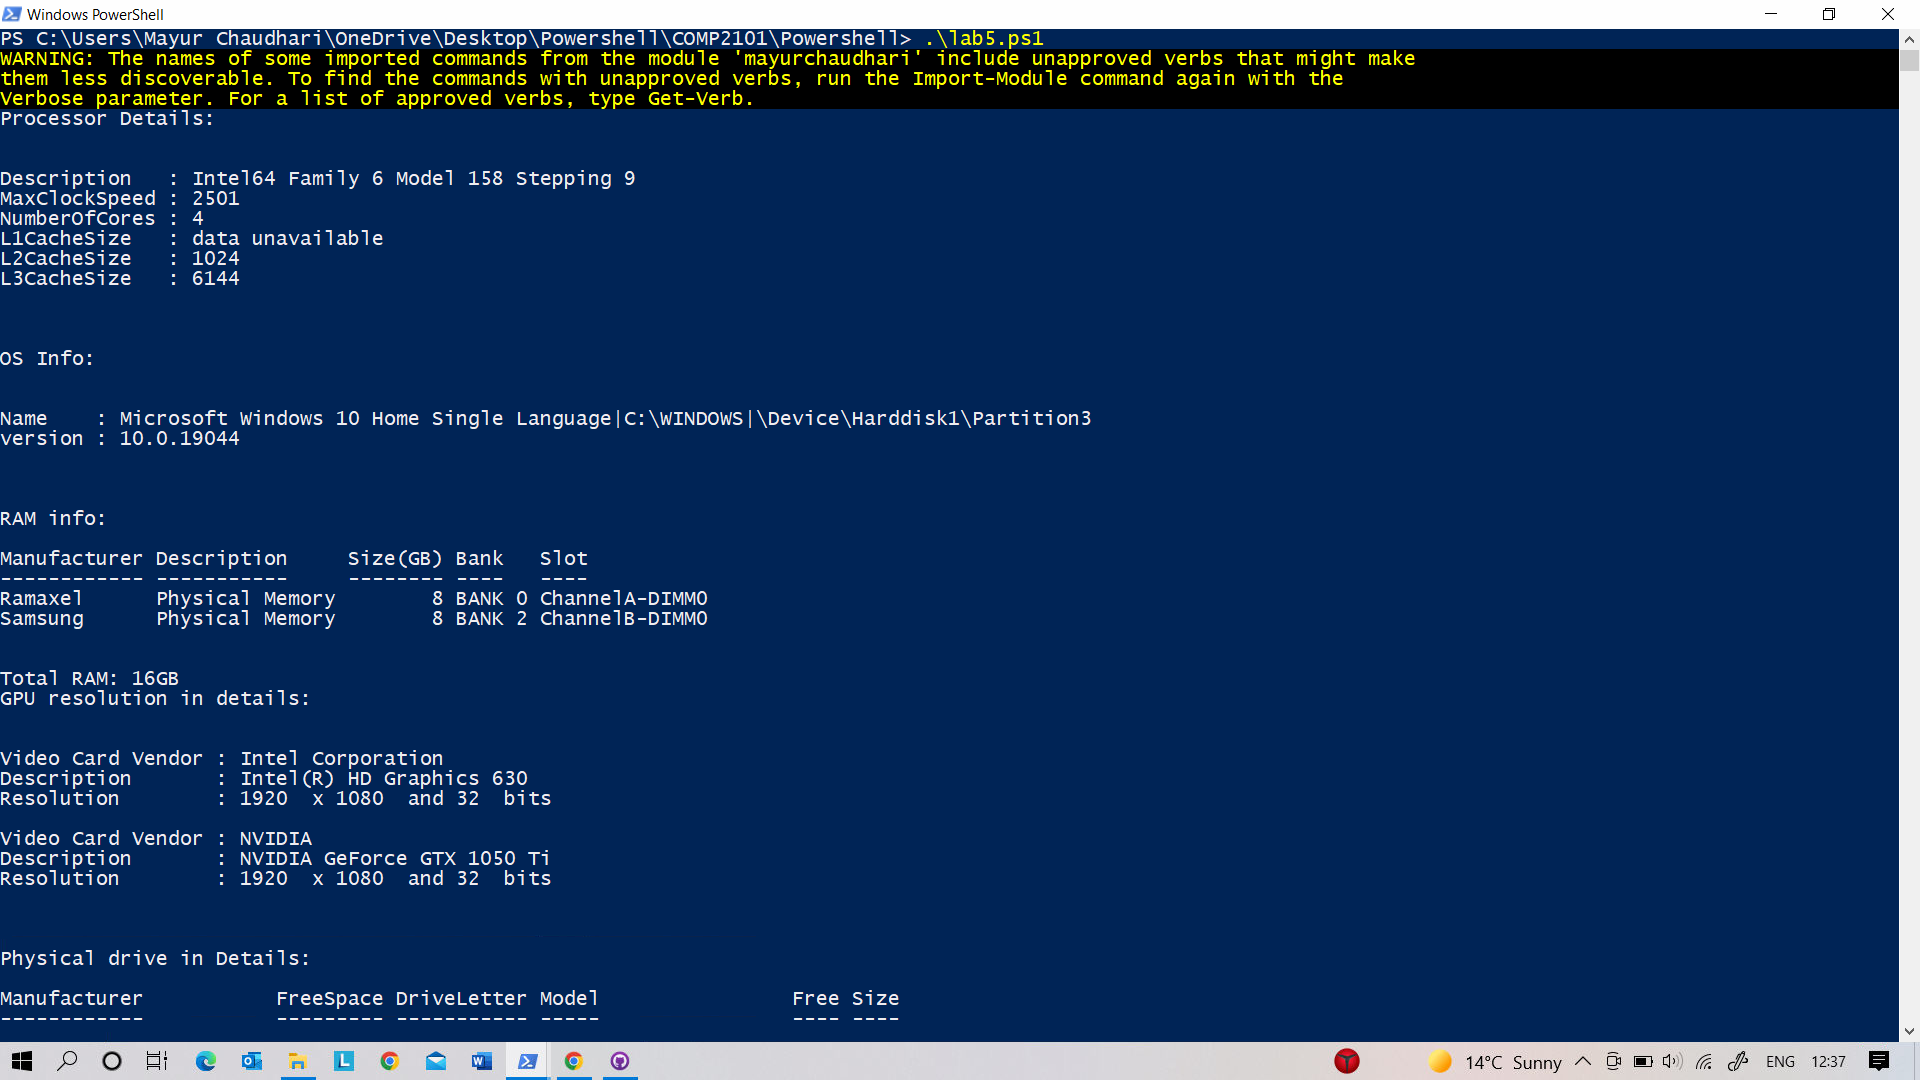 Windows PowerShell
PS C:\Users\Mayur Chaudhari\OneDrive\Desktop\Powershell\COMP2101\Powershell> .\lab5.ps1
WARNING: The names of some imported commands from the module 'mayurchaudhari' include unapproved verbs that might make
them less discoverable. To find the commands with unapproved verbs, run the Import-Module command again with the
Verbose parameter. For a list of approved verbs, type Get-Verb.
Processor Details:
Description   : Intel64 Family 6 Model 158 Stepping 9
MaxClockSpeed : 2501
NumberOfCores : 4
L1CacheSize   : data unavailable
L2CacheSize   : 1024
L3CacheSize   : 6144
OS Info:
Name    : Microsoft Windows 10 Home Single Language|C:\WINDOWS|\Device\Harddisk1\Partition3
version : 10.0.19044
RAM info:
Manufacturer Description     Size(GB) Bank   Slot
------------ -----------     -------- ----   ----
Ramaxel      Physical Memory        8 BANK 0 ChannelA-DIMM0
Samsung      Physical Memory        8 BANK 2 ChannelB-DIMM0
Total RAM: 16GB
GPU resolution in details:
Video Card Vendor : Intel Corporation
Description       : Intel(R) HD Graphics 630
Resolution        : 1920  x 1080  and 32  bits
Video Card Vendor : NVIDIA
Description       : NVIDIA GeForce GTX 1050 Ti
Resolution        : 1920  x 1080  and 32  bits
Physical drive in Details:
Manufacturer           FreeSpace DriveLetter Model                Free Size
------------           --------- ----------- -----                ---- ----
14°C Sunny ENG 12:37